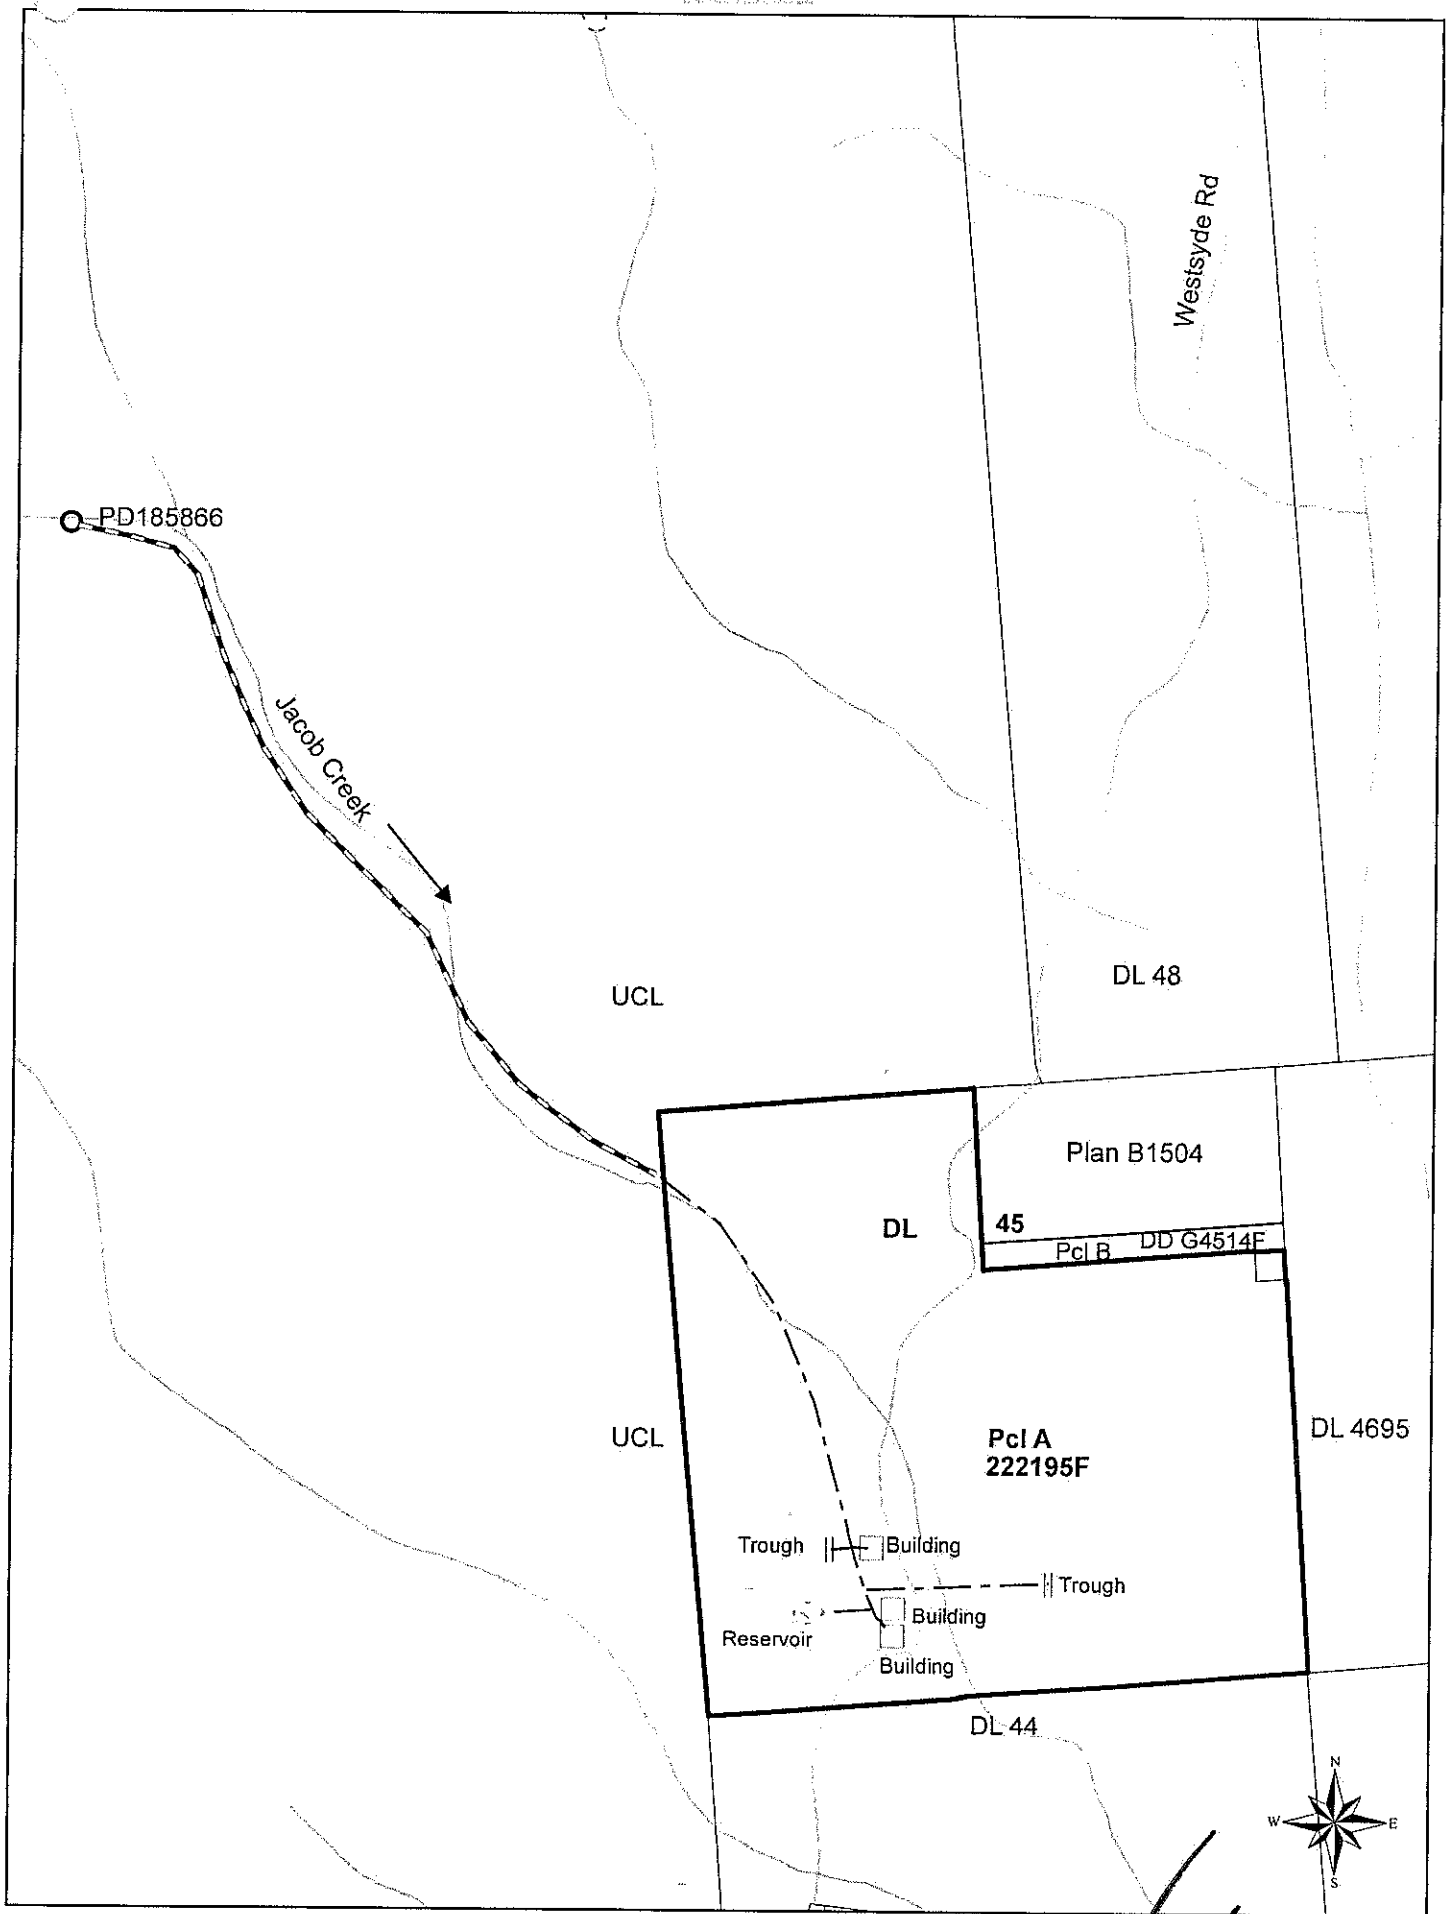 Westsyde Rd
PD185866
Jacob Creek
UCL
DL 48
Plan B1504
DL
45
Pcl B
DD G4514F
UCL
Pcl A
222195F
DL 4695
Trough
Building
Trough
Building
Reservoir
Building
DL 44
N
W
E
S